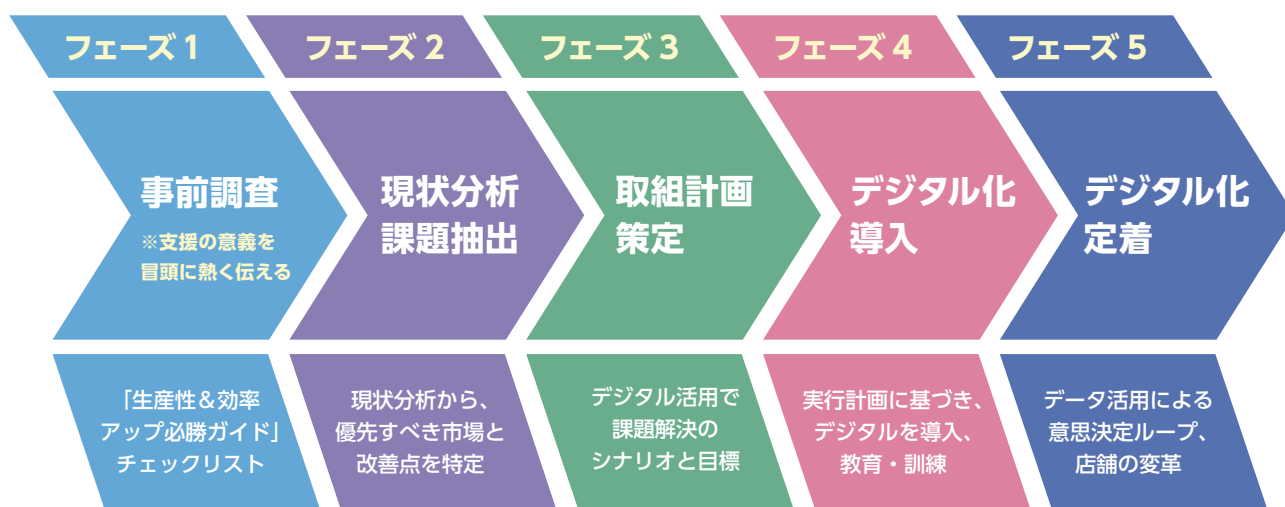 フェーズ 1
フェーズ 2
フェーズ 3
フェーズ 4
フェーズ 5
事前調査
※支援の意義を
冒頭に熱く伝える
現状分析
課題抽出
取組計画
策定
デジタル化
導入
デジタル化
定着
「生産性＆効率
アップ必勝ガイド」
チェックリスト
現状分析から、
優先すべき市場と
改善点を特定
デジタル活用で
課題解決の
シナリオと目標
実行計画に基づき、
デジタルを導入、
教育・訓練
データ活用による
意思決定ループ、
店舗の変革